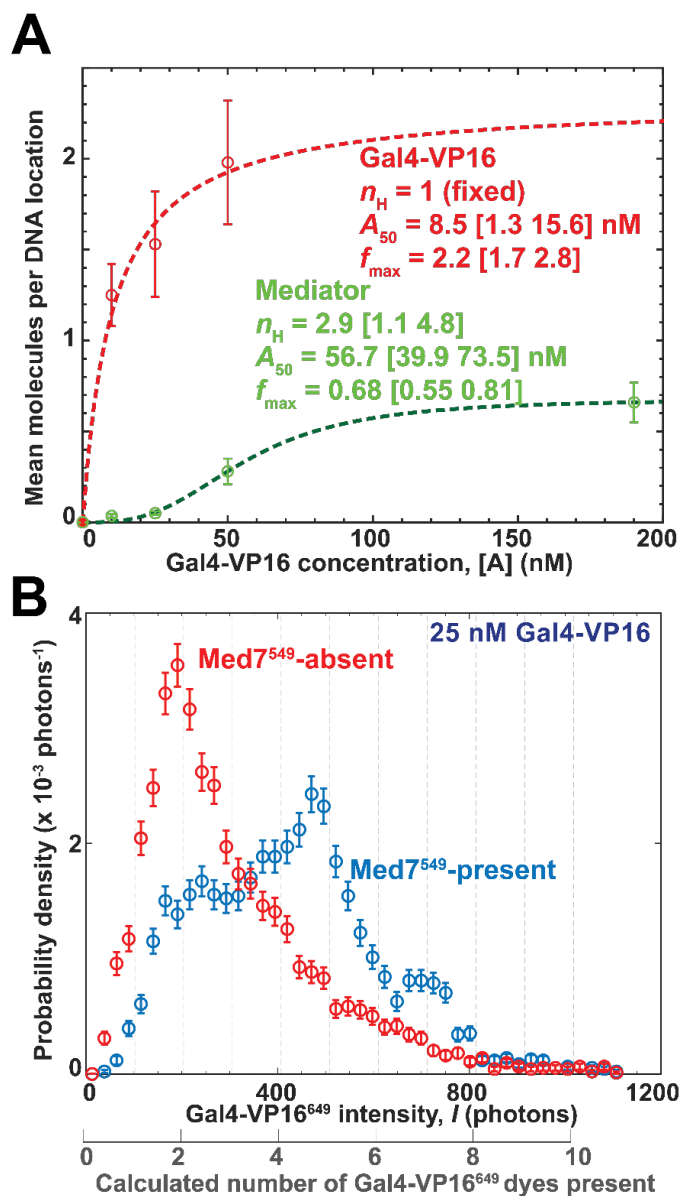 A
Mean molecules per DNA location
2
1
0
Gal4-VP16
nH = 1 (fixed)
A50 = 8.5 [1.3 15.6] nM
fmax = 2.2 [1.7 2.8]
Mediator
nH = 2.9 [1.1 4.8]
A50 = 56.7 [39.9 73.5] nM
fmax = 0.68 [0.55 0.81]
0 50 100 150 200
Gal4-VP16 concentration, [A] (nM)
B
Probability density (x 10⁻³ photons⁻¹)
4
2
0
25 nM Gal4-VP16
Med7⁵⁴⁹-absent
Med7⁵⁴⁹-present
0 400 800 1200
Gal4-VP16⁶⁴⁹ intensity, I (photons)
0 2 4 6 8 10
Calculated number of Gal4-VP16⁶⁴⁹ dyes present